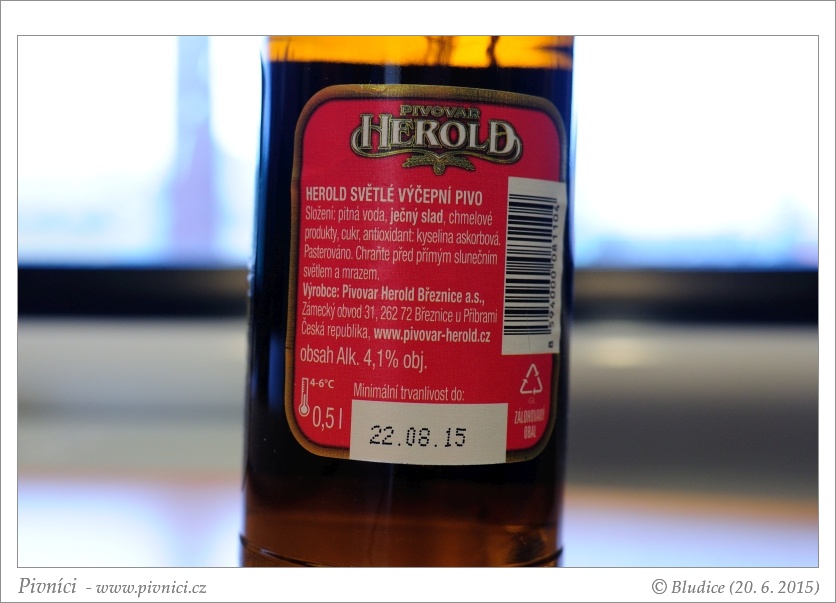 PIVOVAR
HEROLD
HEROLD SVĚTLÉ VÝČEPNÍ PIVO
Složení: pitná voda, ječný slad, chmelové
produkty, cukr, antioxidant: kyselina askorbová.
Pasterováno. Chraňte před přímým slunečním
světlem a mrazem.
Výrobce: Pivovar Herold Březnice a.s.,
Zámecký obvod 31, 262 72 Březnice u Příbrami
Česká republika, www.pivovar-herold.cz
obsah Alk. 4,1% obj.
4-6°C
0,5 l
Minimální trvanlivost do:
22.08.15
GL
ZÁLOHOVANÝ
OBAL
Pivníci - www.pivnici.cz
© Bludice (20. 6. 2015)